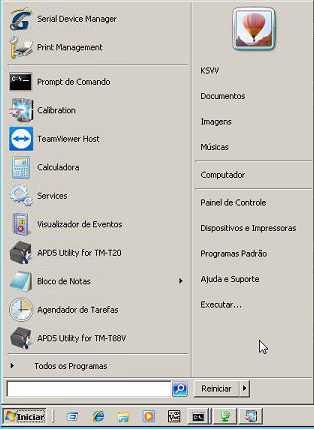 Serial Device Manager
Print Management
Prompt de Comando
Calibration
TeamViewer Host
Calculadora
Services
Visualizador de Eventos
APD5 Utility for TM-T20
Bloco de Notas
Agendador de Tarefas
APD5 Utility for TM-T88V
Todos os Programas
KSVV
Documentos
Imagens
Músicas
Computador
Painel de Controle
Dispositivos e Impressoras
Programas Padrão
Ajuda e Suporte
Executar...
Reiniciar
Iniciar